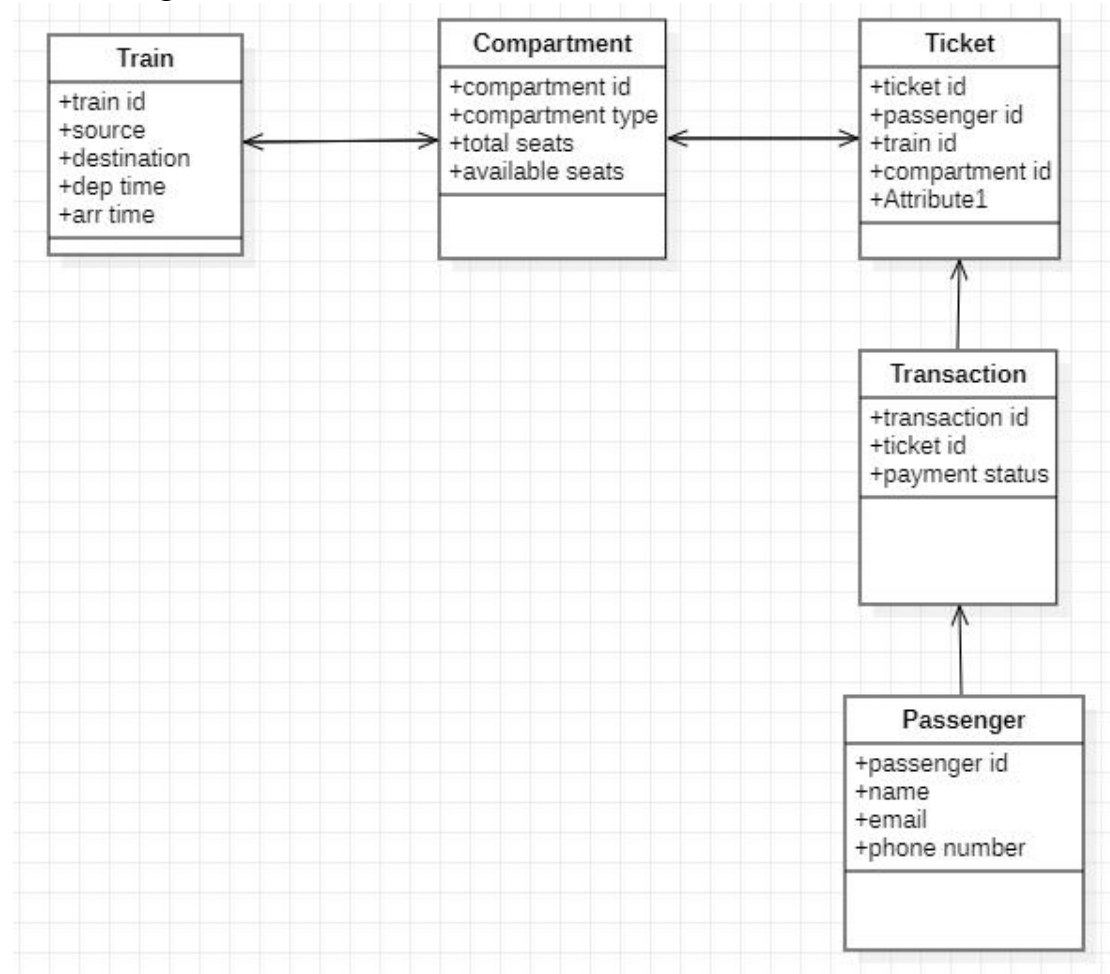 Train
+train id
+source
+destination
+dep time
+arr time
Compartment
+compartment id
+compartment type
+total seats
+available seats
Ticket
+ticket id
+passenger id
+train id
+compartment id
+Attribute1
Transaction
+transaction id
+ticket id
+payment status
Passenger
+passenger id
+name
+email
+phone number